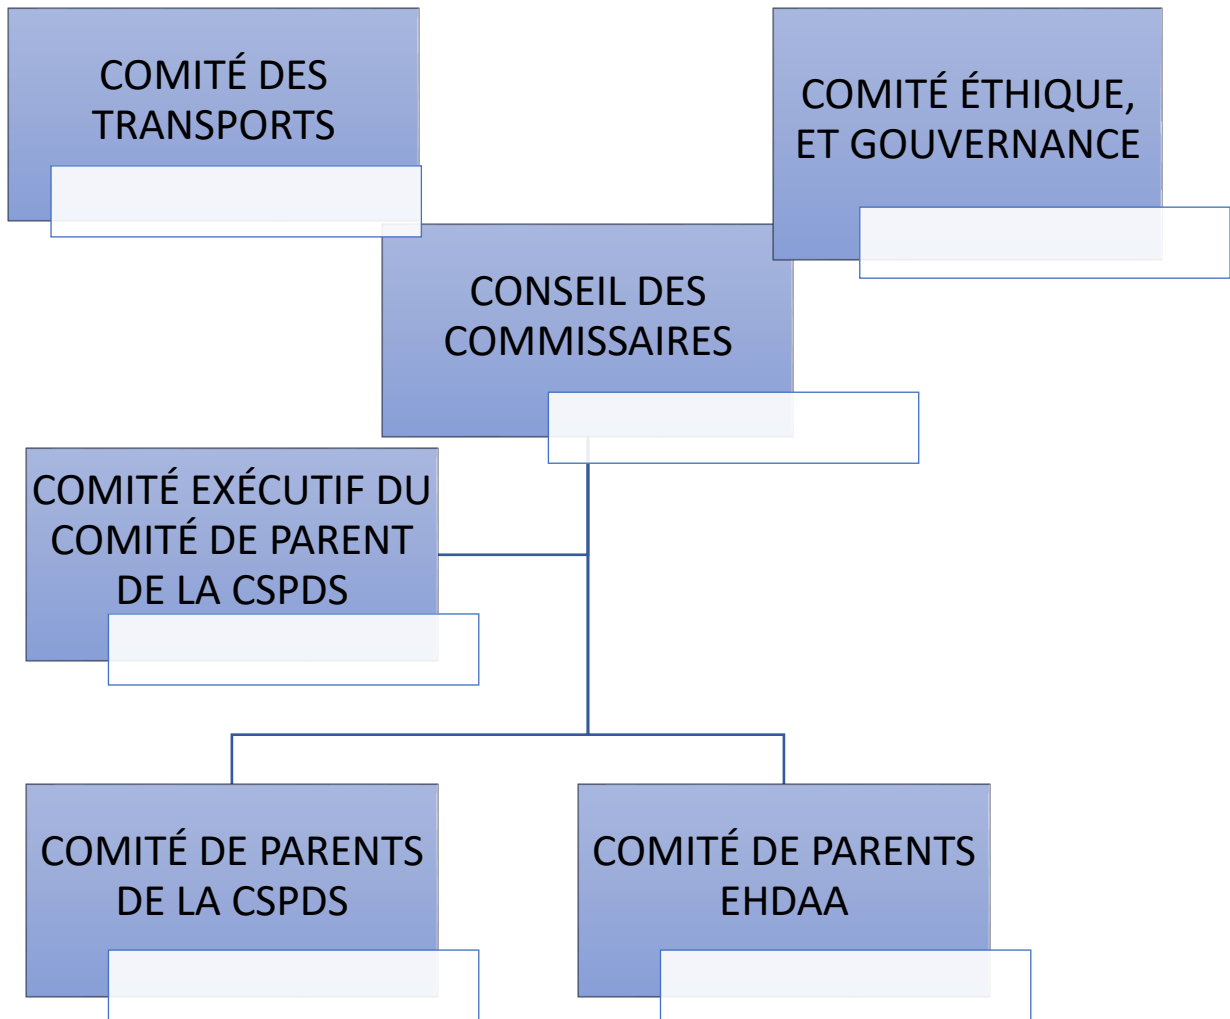 COMITÉ DES
TRANSPORTS
COMITÉ ÉTHIQUE,
ET GOUVERNANCE
CONSEIL DES
COMMISSAIRES
COMITÉ EXÉCUTIF DU
COMITÉ DE PARENT
DE LA CSPDS
COMITÉ DE PARENTS
DE LA CSPDS
COMITÉ DE PARENTS
EHDAA